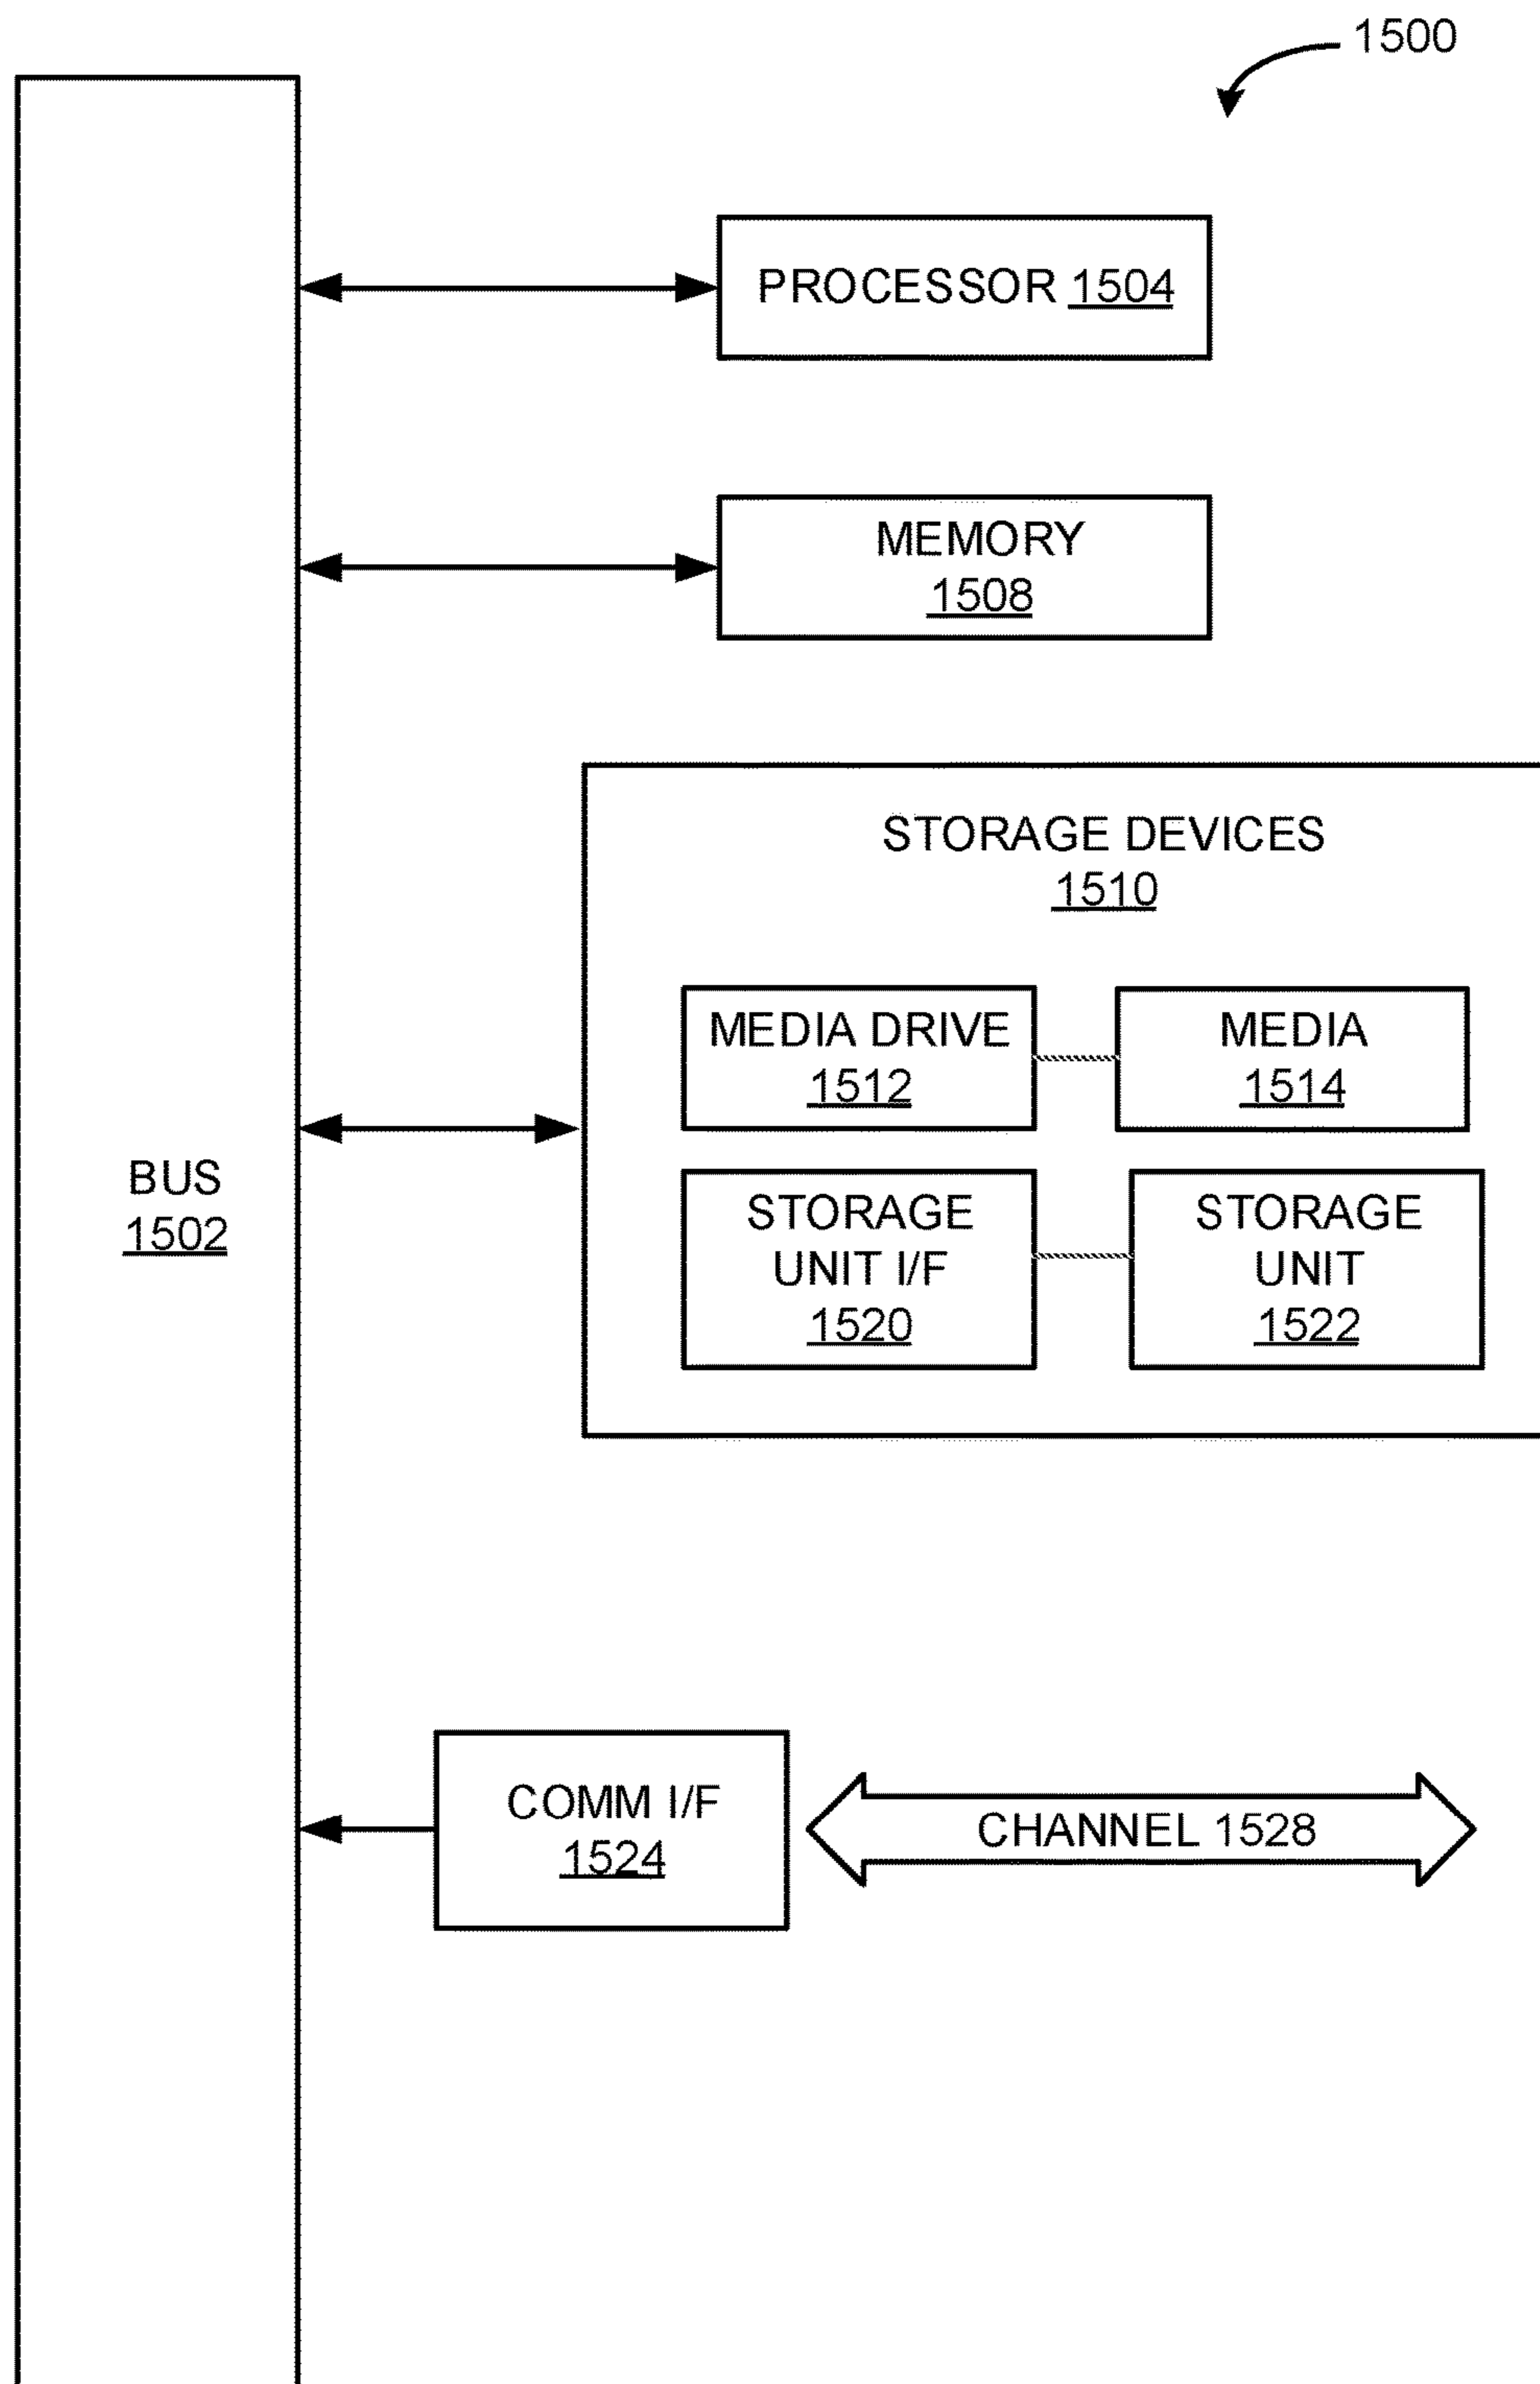 1500
PROCESSOR 1504
MEMORY
1508
STORAGE DEVICES
1510
MEDIA DRIVE
1512
MEDIA
1514
BUS
1502
STORAGE
UNIT I/F
1520
STORAGE
UNIT
1522
COMM I/F
1524
CHANNEL 1528